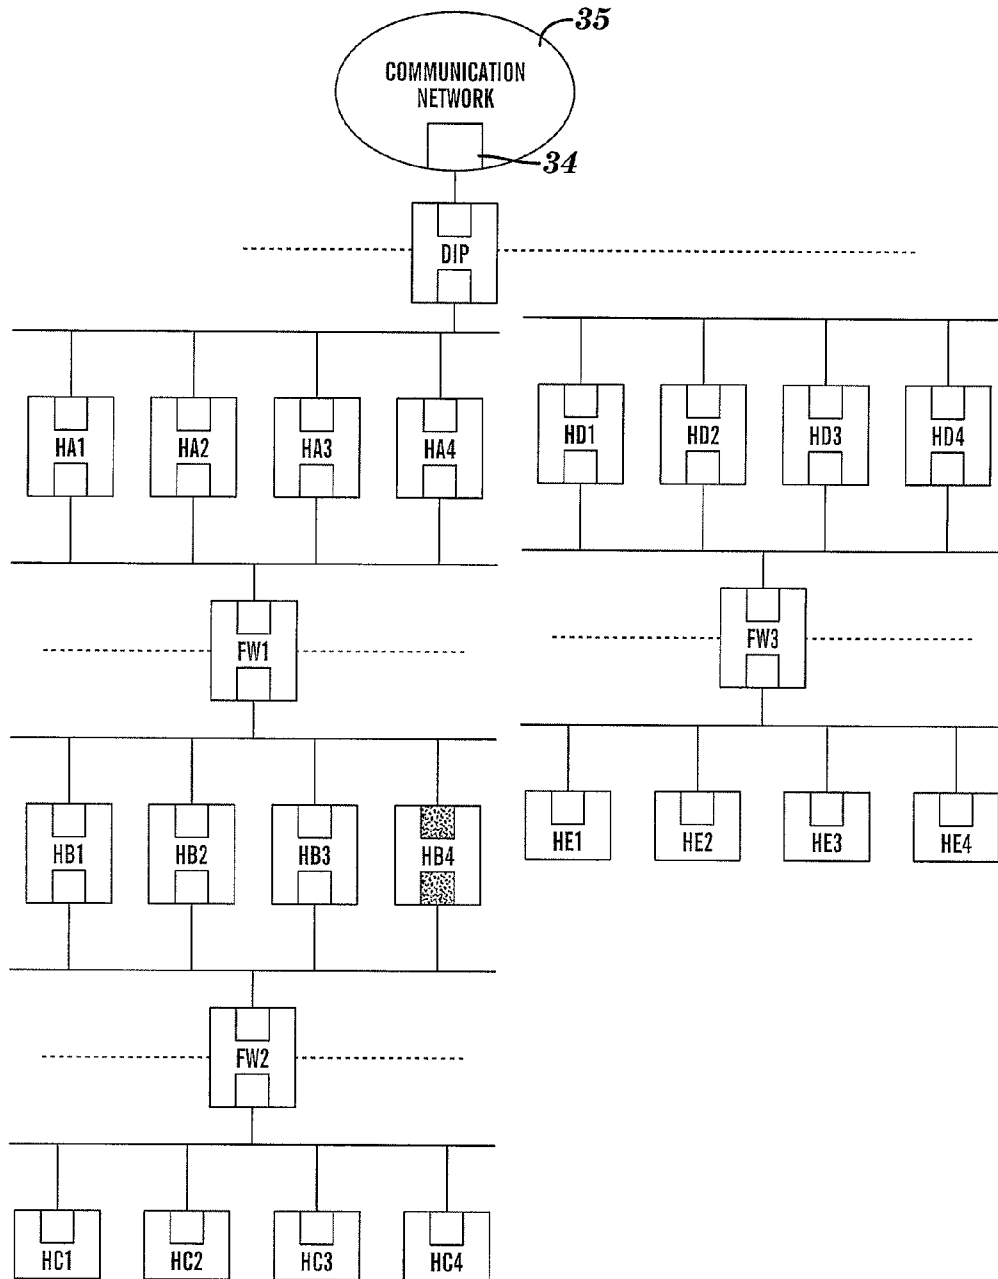 35
COMMUNICATION
NETWORK
34
DIP
HA1 HA2 HA3 HA4
HD1 HD2 HD3 HD4
FW1
FW3
HB1 HB2 HB3 HB4
HE1 HE2 HE3 HE4
FW2
HC1 HC2 HC3 HC4